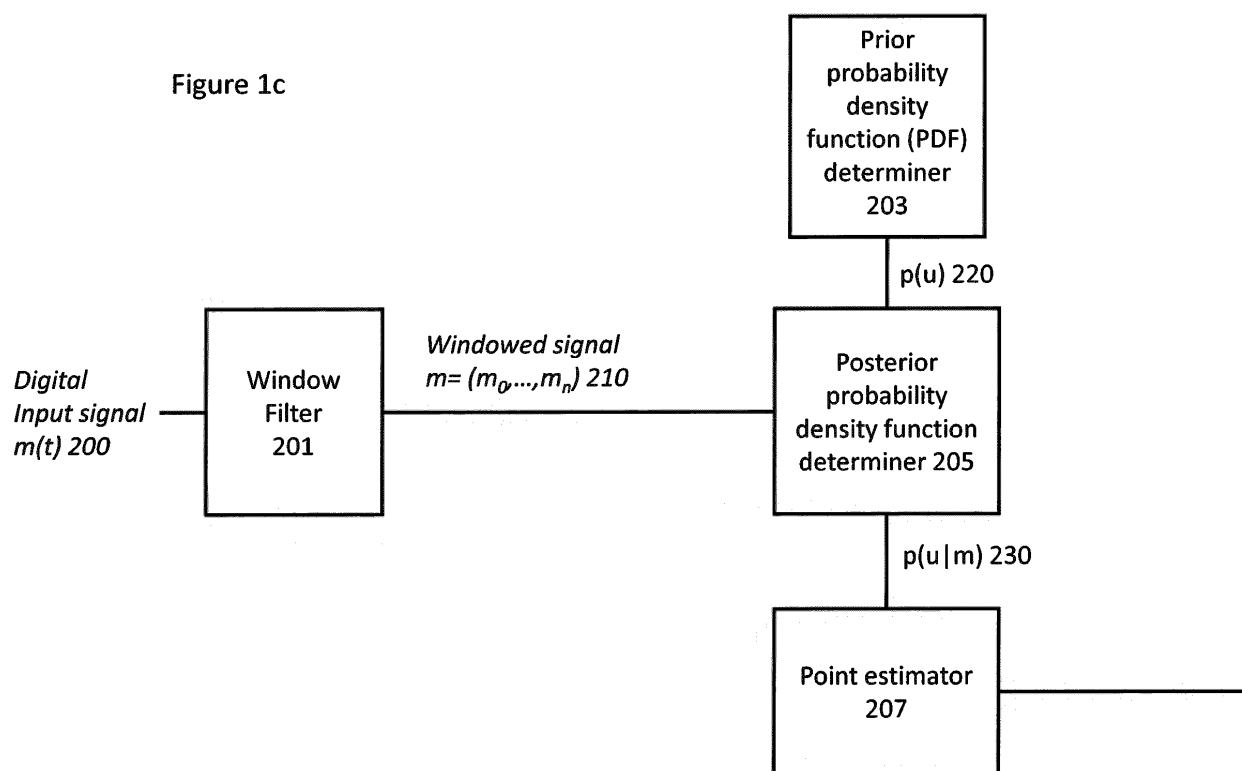 Figure 1c
Prior
probability
density
function (PDF)
determiner
203
p(u) 220
Digital
Input signal
m(t) 200
Window
Filter
201
Windowed signal
m= (m0,...,mn) 210
Posterior
probability
density function
determiner 205
p(u|m) 230
Point estimator
207